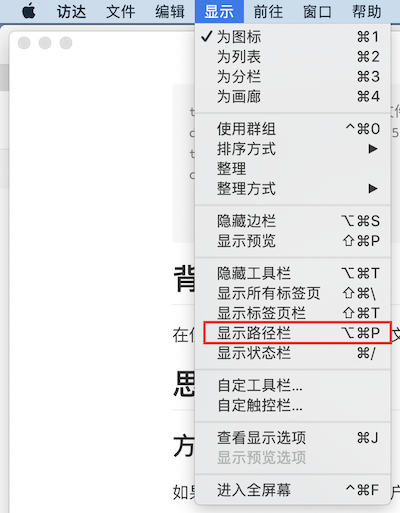 访达 文件 编辑 显示 前往 窗口 帮助
✓ 为图标 ⌘1
为列表 ⌘2
为分栏 ⌘3
为画廊 ⌘4
使用群组 ^⌘0
排序方式 ▶
整理
整理方式 ▶
隐藏边栏 ⌥⌘S
显示预览 ⇧⌘P
隐藏工具栏 ⌥⌘T
显示所有标签页 ⇧⌘\
显示标签页栏 ⇧⌘T
显示路径栏 ⌥⌘P
显示状态栏 ⌘/
自定工具栏...
自定触控栏...
查看显示选项 ⌘J
显示预览选项
进入全屏幕 ^⌘F
背
在
思
方
如果
户